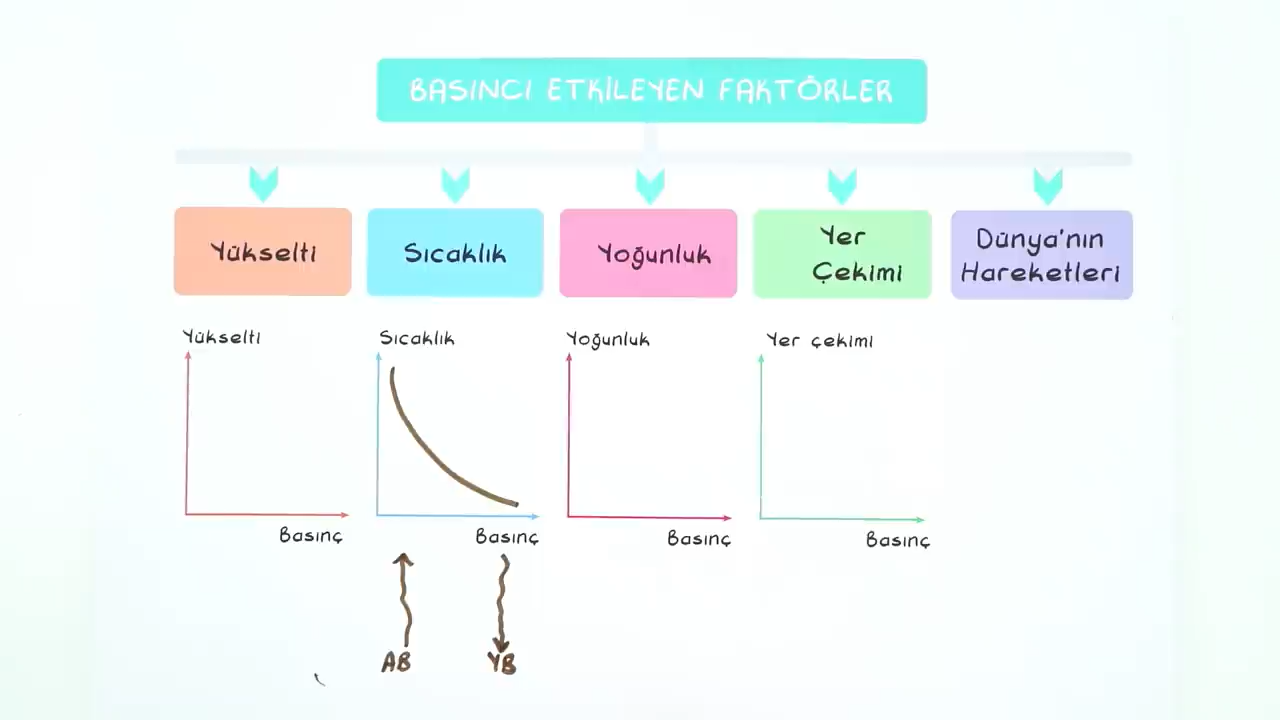 BASINCI ETKİLEYEN FAKTÖRLER
Yükselti
Sıcaklık
Yoğunluk
Yer
Çekimi
Dünya'nın
Hareketleri
Yükselti
Sıcaklık
Yoğunluk
Yer çekimi
Basınç
Basınç
Basınç
Basınç
AB
YB